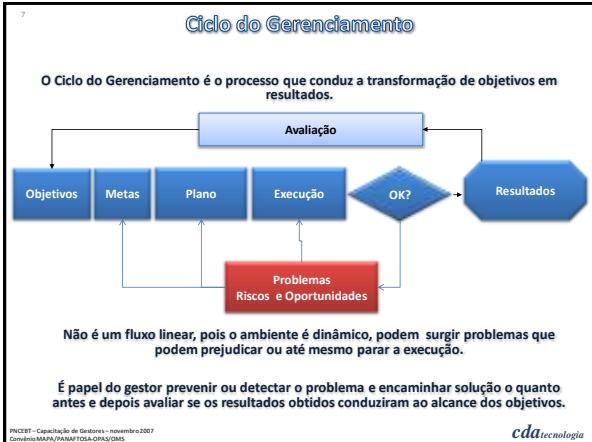 7
Ciclo do Gerenciamento
O Ciclo do Gerenciamento é o processo que conduz a transformação de objetivos em
resultados.
Avaliação
Objetivos
Metas
Plano
Execução
OK?
Resultados
Problemas
Riscos e Oportunidades
Não é um fluxo linear, pois o ambiente é dinâmico, podem surgir problemas que
podem prejudicar ou até mesmo parar a execução.
É papel do gestor prevenir ou detectar o problema e encaminhar solução o quanto
antes e depois avaliar se os resultados obtidos conduziram ao alcance dos objetivos.
PNCEBT – Capacitação de Gestores – novembro 2007
Convênio MAPA/PANAFTOSA-OPAS/OMS
cda tecnologia